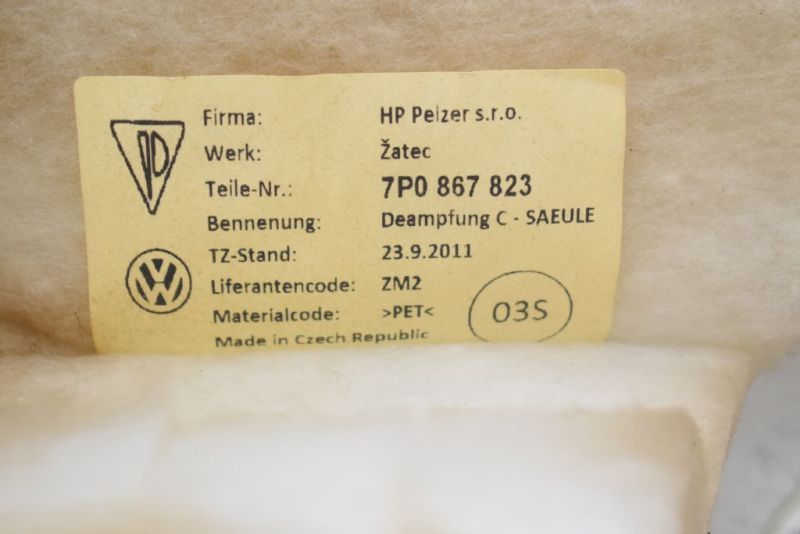 Firma: HP Pelzer s.r.o.
Werk: Žatec
Teile-Nr.: 7P0 867 823
Bennenung: Deampfung C - SAEULE
TZ-Stand: 23.9.2011
Liferantencode: ZM2
Materialcode: >PET<
03S
Made in Czech Republic